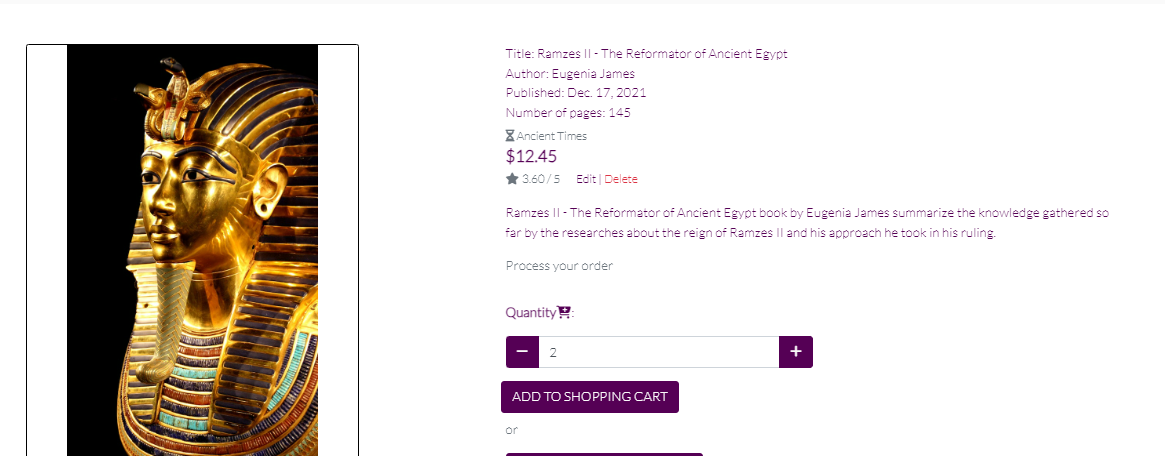 Title: Ramzes II - The Reformator of Ancient Egypt
Author: Eugenia James
Published: Dec. 17, 2021
Number of pages: 145
Ancient Times
$12.45
3.60 / 5 Edit | Delete
Ramzes II - The Reformator of Ancient Egypt book by Eugenia James summarize the knowledge gathered so
far by the researches about the reign of Ramzes II and his approach he took in his ruling.
Process your order
Quantity:
2
ADD TO SHOPPING CART
or